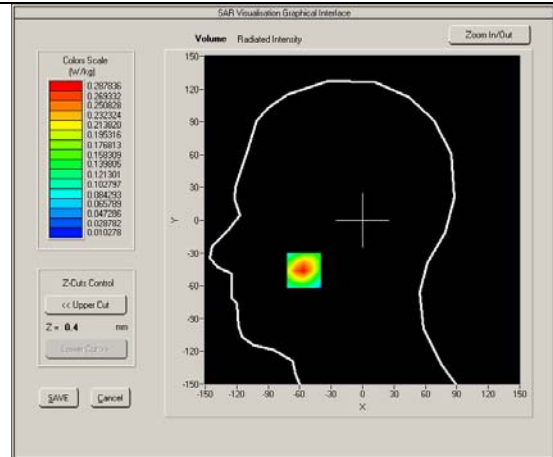 SAR Visualisation Graphical Interface
Volume Radiated Intensity
Zoom In/Out
Colors Scale
(W/kg)
0.287836
0.269332
0.250828
0.232324
0.213820
0.195316
0.176813
0.158309
0.139805
0.121301
0.102797
0.084293
0.065789
0.047286
0.028782
0.010278
Z-Cuts Control
<< Upper Cut
Z = 0.4 mm
SAVE Cancel
150
120
90
60
30
Y 0
-30
-60
-90
-120
-150
-150 -120 -90 -60 -30 0 30 60 90 120 150
X